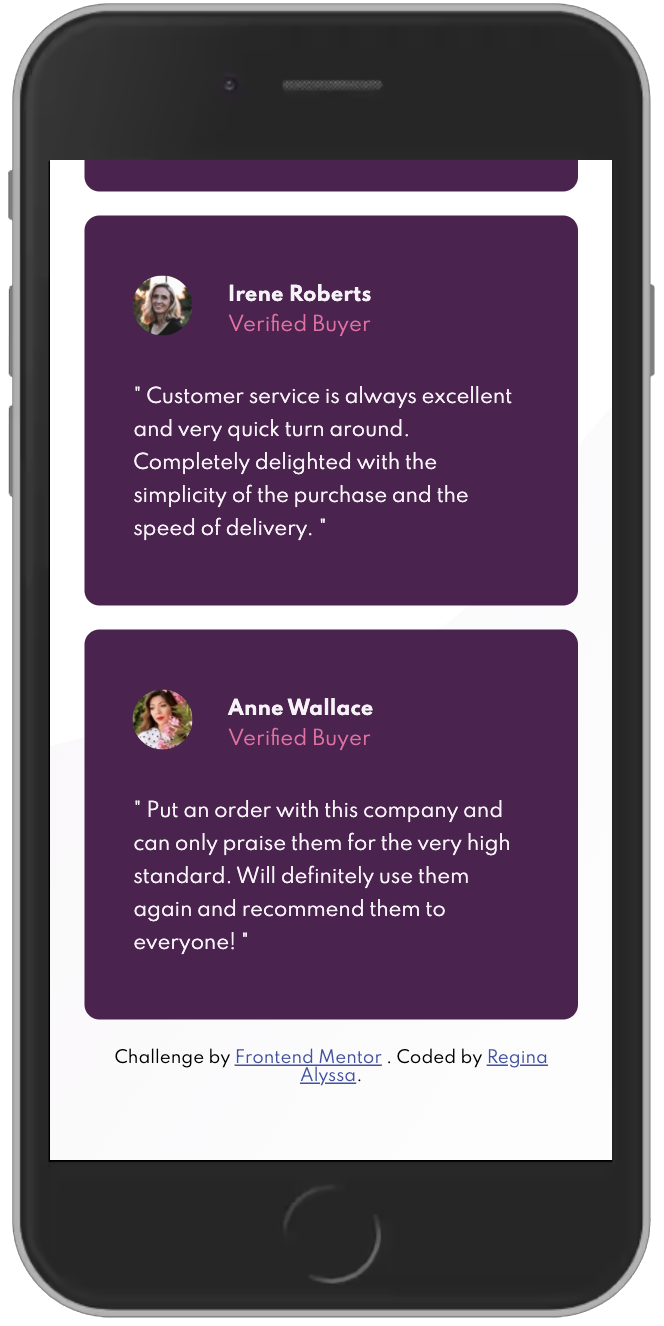 Irene Roberts
Verified Buyer
" Customer service is always excellent
and very quick turn around.
Completely delighted with the
simplicity of the purchase and the
speed of delivery. "
Anne Wallace
Verified Buyer
" Put an order with this company and
can only praise them for the very high
standard. Will definitely use them
again and recommend them to
everyone! "
Challenge by Frontend Mentor . Coded by Regina
Alyssa.